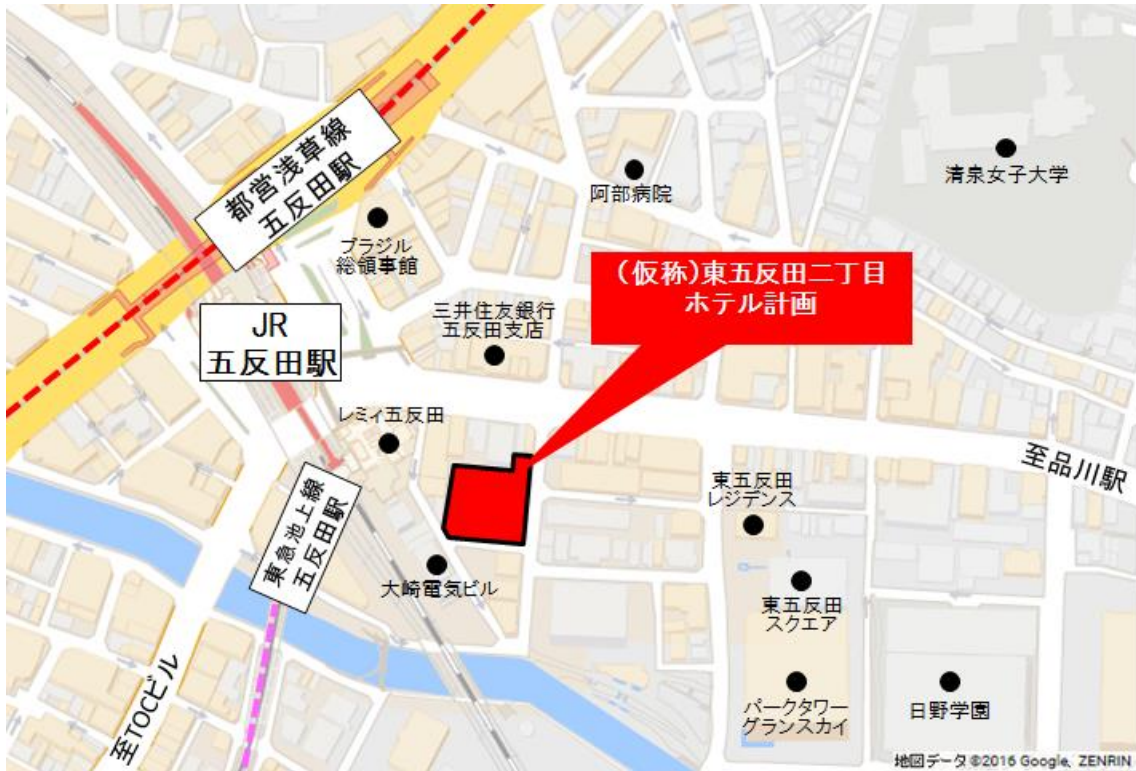 都営浅草線
五反田駅
阿部病院
清泉女子大学
ブラジル
総領事館
(仮称)東五反田二丁目
ホテル計画
三井住友銀行
五反田支店
JR
五反田駅
レミィ五反田
至品川駅
東五反田
レジデンス
東急池上線
五反田駅
大崎電気ビル
東五反田
スクエア
至TOCビル
パークタワー
グランスカイ
日野学園
地図データ ©2016 Google、ZENRIN